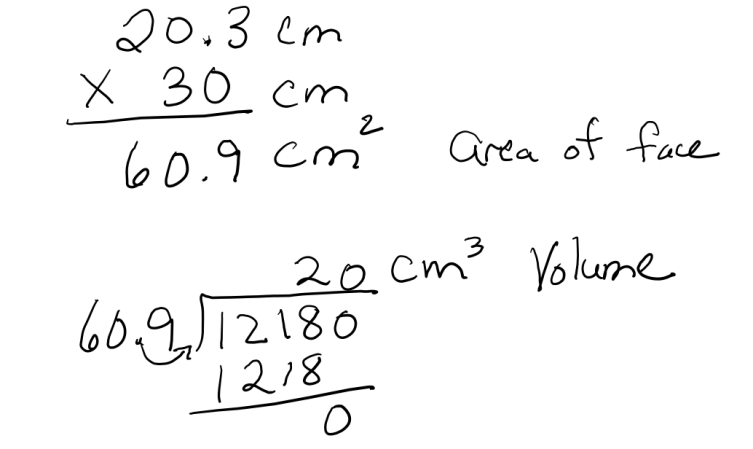 20.3 cm
× 30 cm
60.9 cm² area of face
20 cm³ Volume
60.9)12180
1218
0